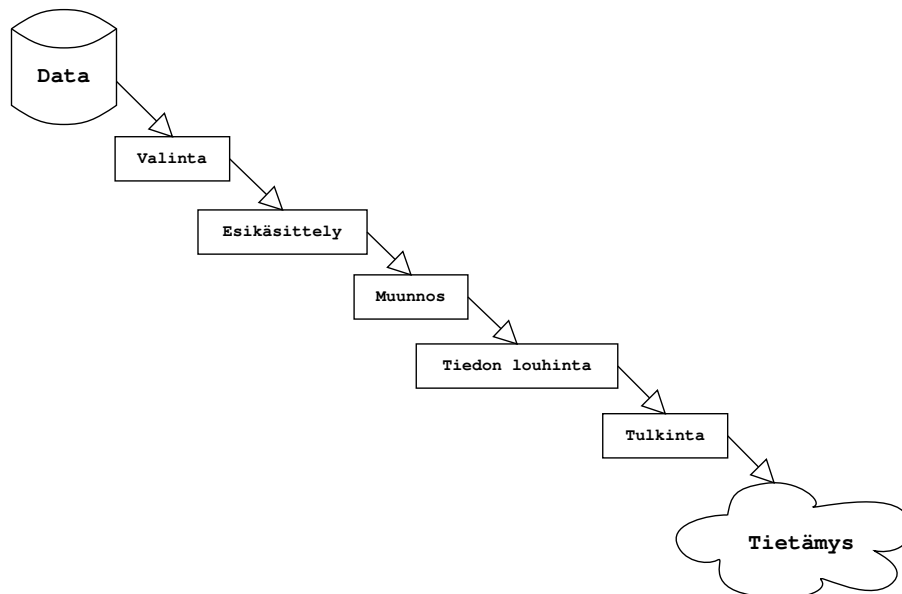 Data
Valinta
Esikäsittely
Muunnos
Tiedon louhinta
Tulkinta
Tietämys